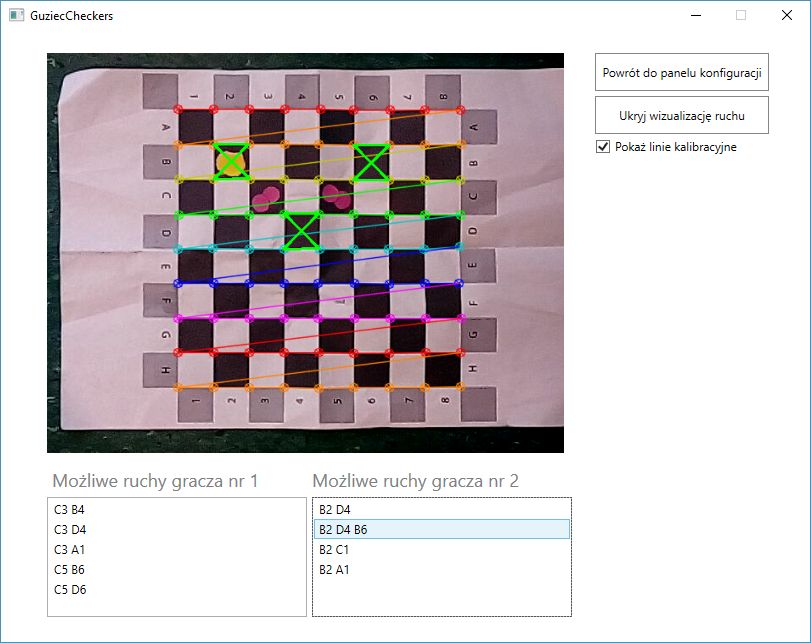 GuziecCheckers
Powrót do panelu konfiguracji
Ukryj wizualizację ruchu
Pokaż linie kalibracyjne
1 2 3 4 5 6 7 8
A A
B B
C C
D D
E E
F F
G G
H H
1 2 3 4 5 6 7 8
Możliwe ruchy gracza nr 1
C3 B4
C3 D4
C3 A1
C5 B6
C5 D6
Możliwe ruchy gracza nr 2
B2 D4
B2 D4 B6
B2 C1
B2 A1